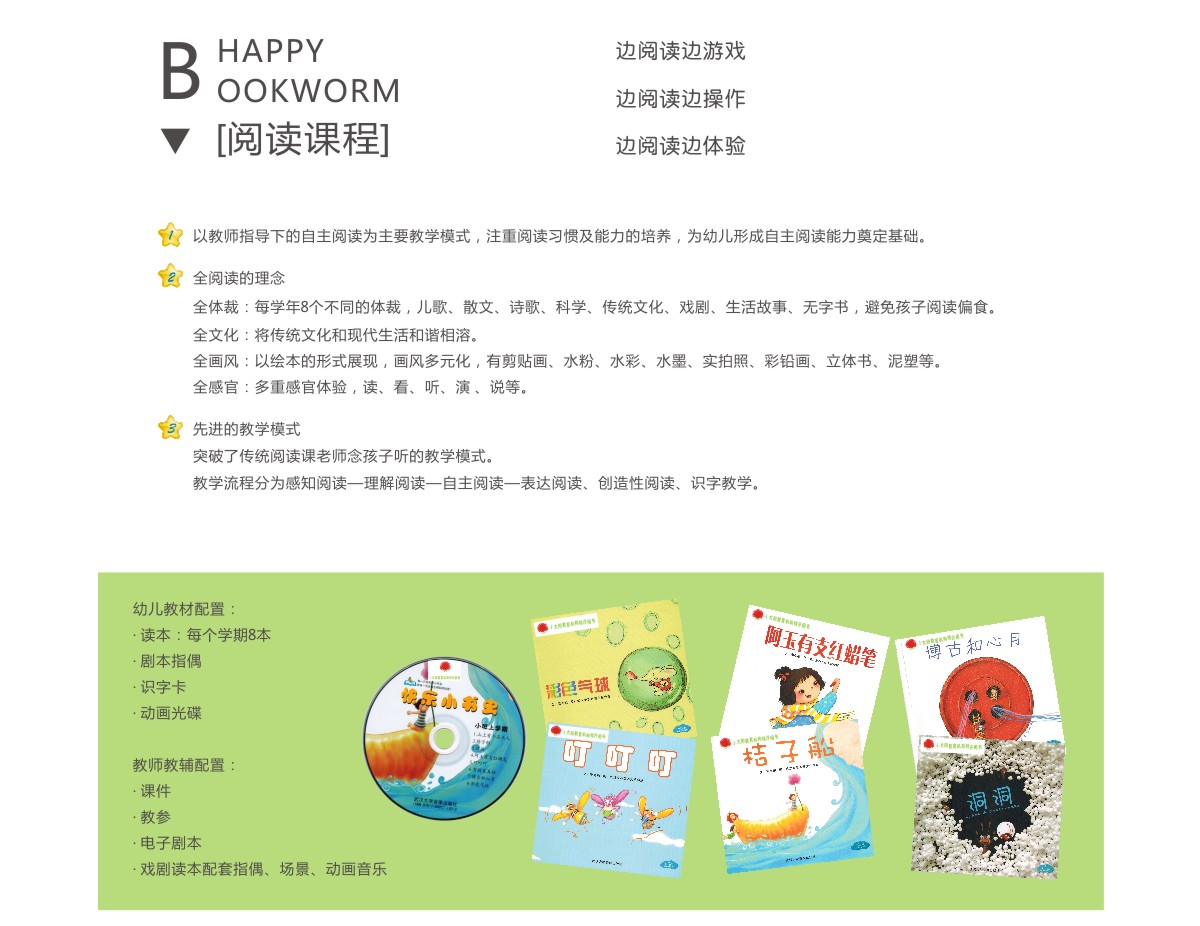 HAPPY
BOOKWORM
[阅读课程]
边阅读边游戏
边阅读边操作
边阅读边体验
1 以教师指导下的自主阅读为主要教学模式，注重阅读习惯及能力的培养，为幼儿形成自主阅读能力奠定基础。
2 全阅读的理念
全体裁：每学年8个不同的体裁，儿歌、散文、诗歌、科学、传统文化、戏剧、生活故事、无字书，避免孩子阅读偏食。
全文化：将传统文化和现代生活和谐相溶。
全画风：以绘本的形式展现，画风多元化，有剪贴画、水粉、水彩、水墨、实拍照、彩铅画、立体书、泥塑等。
全感官：多重感官体验，读、看、听、演 、说等。
3 先进的教学模式
突破了传统阅读课老师念孩子听的教学模式。
教学流程分为感知阅读—理解阅读—自主阅读—表达阅读、创造性阅读、识字教学。
幼儿教材配置：
· 读本：每个学期8本
· 剧本指偶
· 识字卡
· 动画光碟
教师教辅配置：
· 课件
· 教参
· 电子剧本
· 戏剧读本配套指偶、场景、动画音乐
快乐小书虫
小班上学期
彩色气球
阿玉有支红蜡笔
博古和心月
叮叮叮
桔子船
洞洞